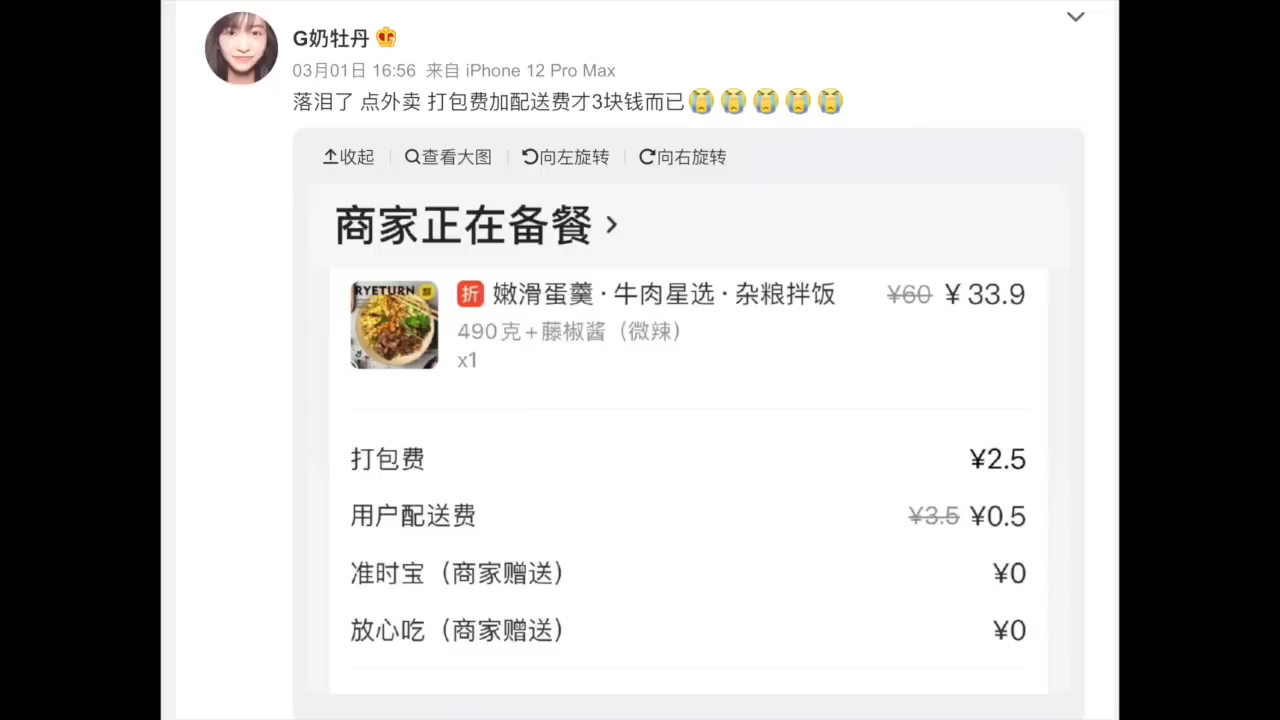 G奶牡丹
03月01日 16:56 来自 iPhone 12 Pro Max
落泪了 点外卖 打包费加配送费才3块钱而已😭😭😭😭😭
收起 查看大图 向左旋转 向右旋转
商家正在备餐 >
RYETURN
折 嫩滑蛋羹·牛肉星选·杂粮拌饭 ¥60 ¥33.9
490克+藤椒酱（微辣）
x1
打包费 ¥2.5
用户配送费 ¥3.5 ¥0.5
准时宝（商家赠送） ¥0
放心吃（商家赠送） ¥0